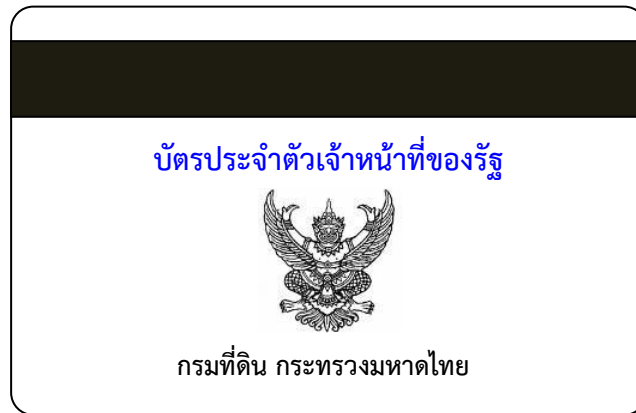 บัตรประจำตัวเจ้าหน้าที่ของรัฐ
กรมที่ดิน กระทรวงมหาดไทย